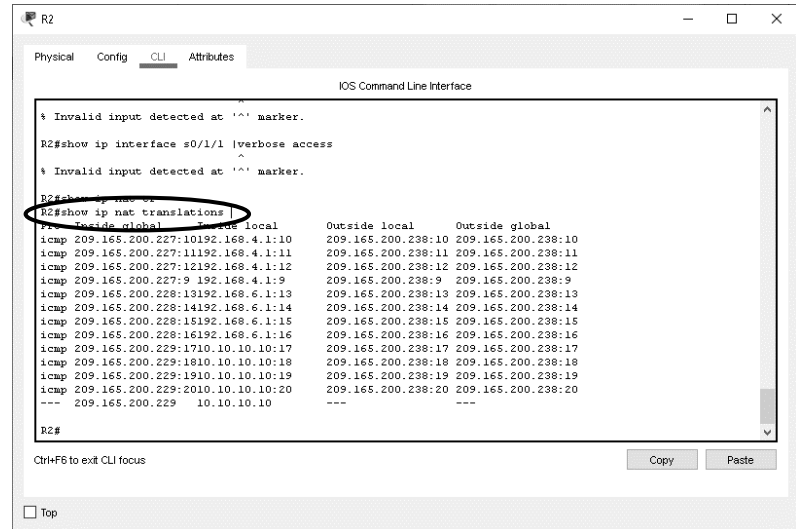 R2
Physical Config CLI Attributes
IOS Command Line Interface
^
% Invalid input detected at '^' marker.
R2#show ip interface s0/1/1 |verbose access
^
% Invalid input detected at '^' marker.
R2#show ip nat
R2#show ip nat translations |
Pro Inside global Inside local Outside local Outside global
icmp 209.165.200.227:10192.168.4.1:10 209.165.200.238:10 209.165.200.238:10
icmp 209.165.200.227:11192.168.4.1:11 209.165.200.238:11 209.165.200.238:11
icmp 209.165.200.227:12192.168.4.1:12 209.165.200.238:12 209.165.200.238:12
icmp 209.165.200.227:9 192.168.4.1:9 209.165.200.238:9 209.165.200.238:9
icmp 209.165.200.228:13192.168.6.1:13 209.165.200.238:13 209.165.200.238:13
icmp 209.165.200.228:14192.168.6.1:14 209.165.200.238:14 209.165.200.238:14
icmp 209.165.200.228:15192.168.6.1:15 209.165.200.238:15 209.165.200.238:15
icmp 209.165.200.228:16192.168.6.1:16 209.165.200.238:16 209.165.200.238:16
icmp 209.165.200.229:1710.10.10.10:17 209.165.200.238:17 209.165.200.238:17
icmp 209.165.200.229:1810.10.10.10:18 209.165.200.238:18 209.165.200.238:18
icmp 209.165.200.229:1910.10.10.10:19 209.165.200.238:19 209.165.200.238:19
icmp 209.165.200.229:2010.10.10.10:20 209.165.200.238:20 209.165.200.238:20
--- 209.165.200.229 10.10.10.10 --- ---
R2#
Ctrl+F6 to exit CLI focus
Copy Paste
Top